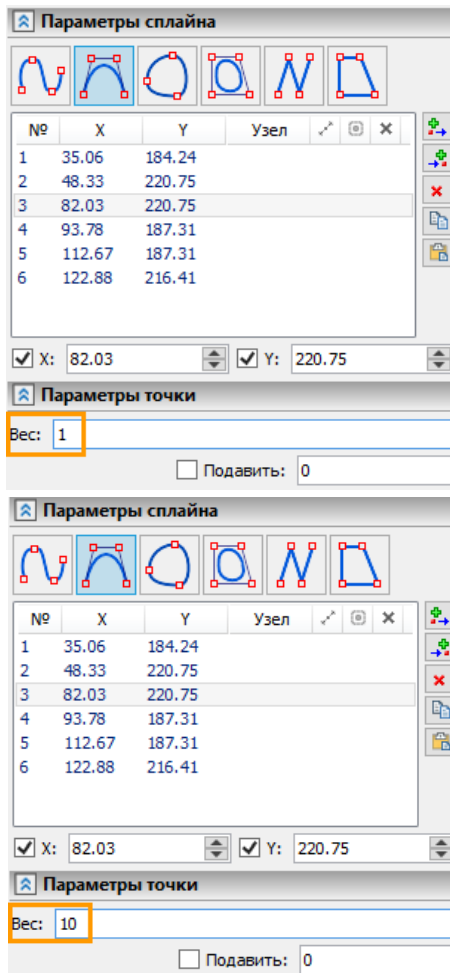 Параметры сплайна
№ X Y Узел
1 35.06 184.24
2 48.33 220.75
3 82.03 220.75
4 93.78 187.31
5 112.67 187.31
6 122.88 216.41
X: 82.03 Y: 220.75
Параметры точки
Вес: 1
Подавить: 0
Параметры сплайна
№ X Y Узел
1 35.06 184.24
2 48.33 220.75
3 82.03 220.75
4 93.78 187.31
5 112.67 187.31
6 122.88 216.41
X: 82.03 Y: 220.75
Параметры точки
Вес: 10
Подавить: 0